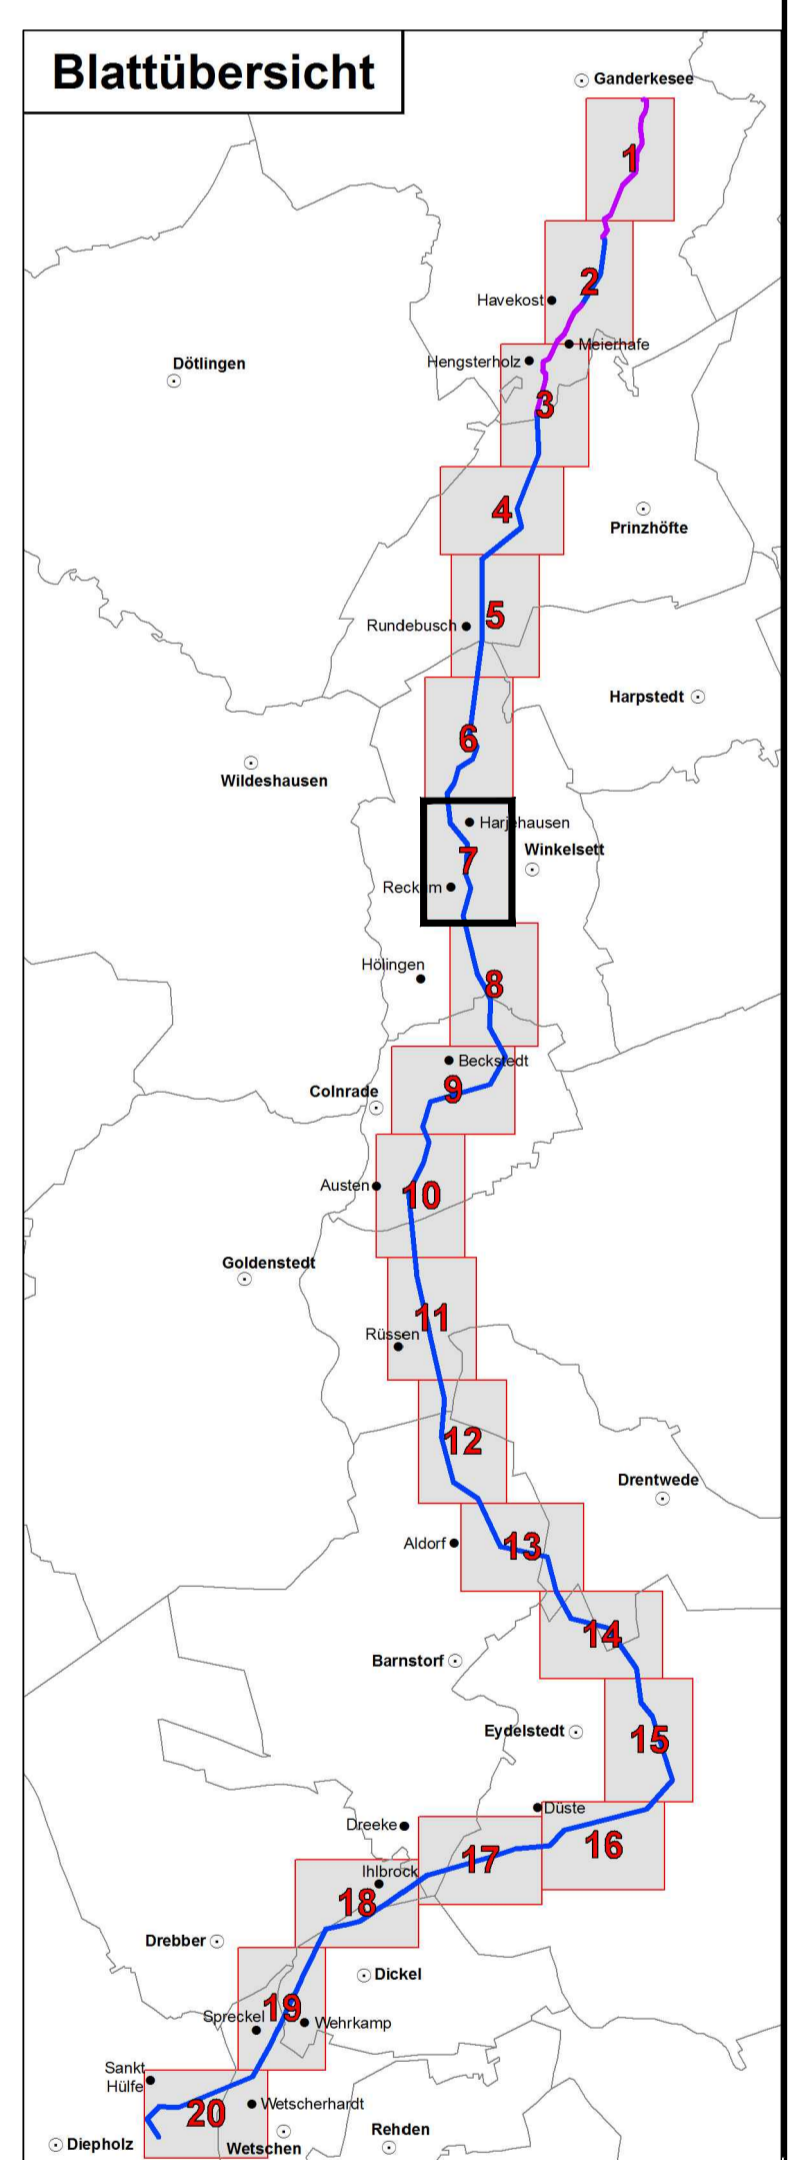 Blattübersicht
Ganderkesee
1
2
Havekost
Meierhafe
Hengsterholz
Dötlingen
3
4
Prinzhöfte
5
Rundebusch
Harpstedt
6
Wildeshausen
Harjehausen
Winkelsett
7
Reckum
Hölingen
8
Beckstedt
9
Colnrade
Austen
10
Goldenstedt
11
Rüssen
12
Drentwede
Aldorf
13
14
Barnstorf
Eydelstedt
15
Düste
Dreeke
16
17
Ihlbrock
18
Drebber
Dickel
19
Spreckel
Wehrkamp
Sankt
Hülfe
Wetscherhardt
20
Rehden
Diepholz
Wetschen